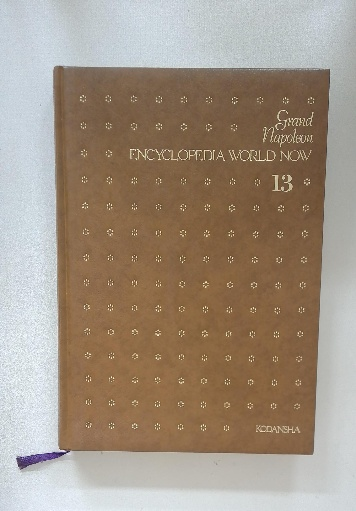 Grand
Napoleon
ENCYCLOPEDIA WORLD NOW
13
KODANSHA